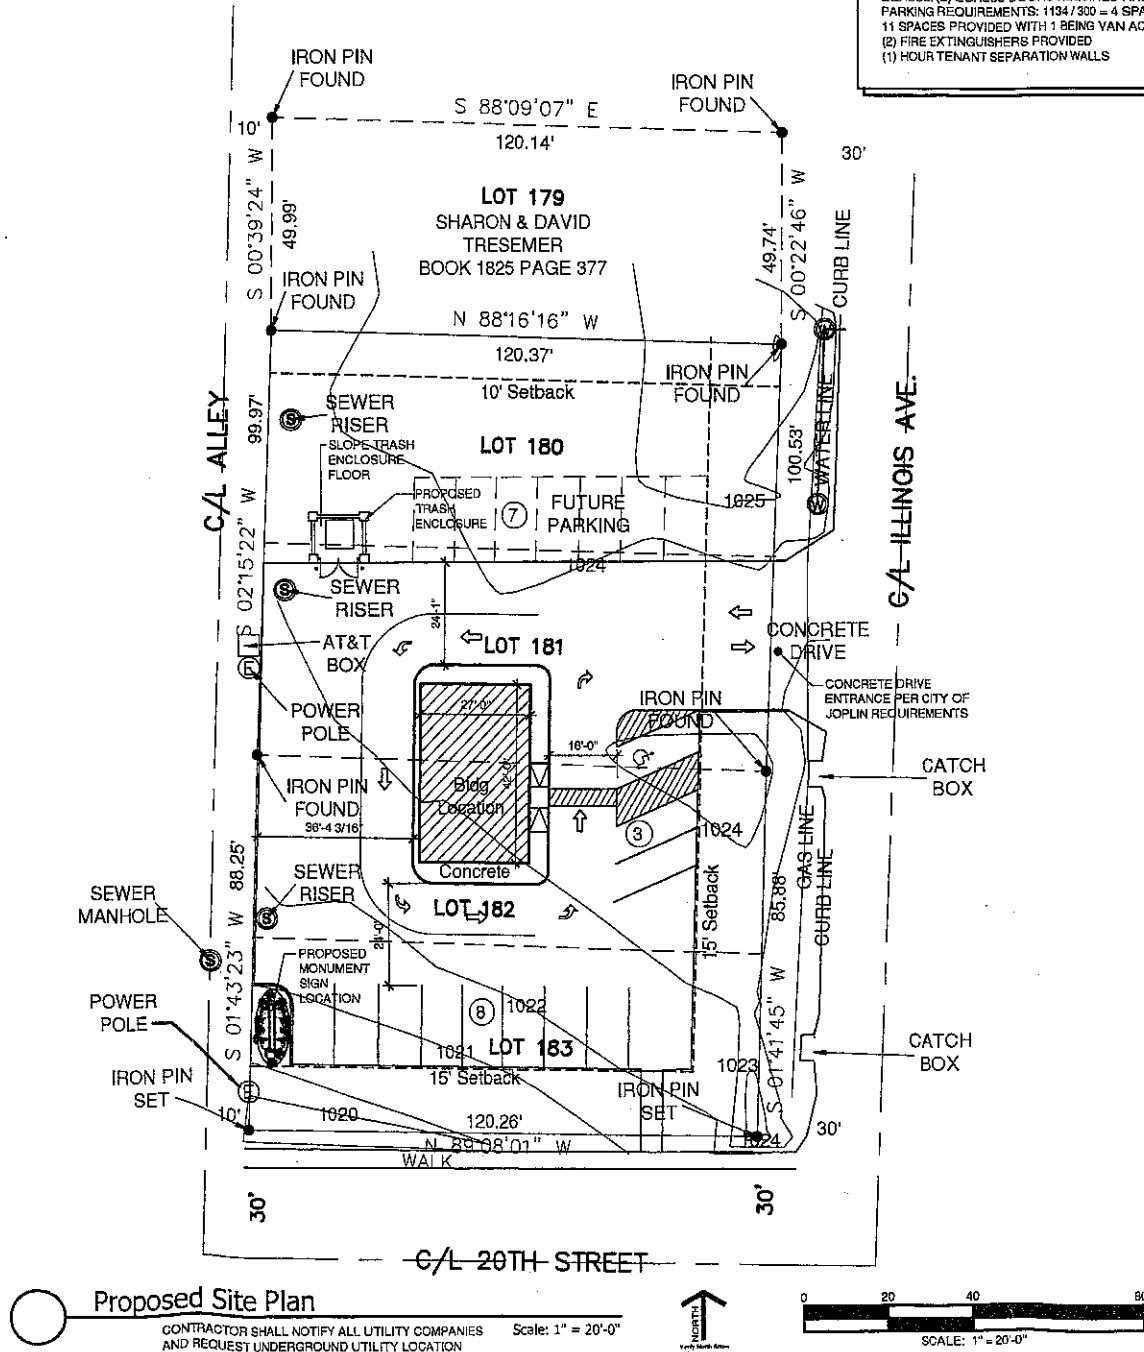 PARKING REQUIREMENTS: 1134 / 300 = 4 SPA
11 SPACES PROVIDED WITH 1 BEING VAN AC
(2) FIRE EXTINGUISHERS PROVIDED
(1) HOUR TENANT SEPARATION WALLS
IRON PIN
FOUND
IRON PIN
FOUND
S 88°09'07" E
120.14'
10'
30'
S 00°39'24" W
49.99'
LOT 179
SHARON & DAVID
TRESEMER
BOOK 1825 PAGE 377
49.74'
S 00°22'46" W
CURB LINE
IRON PIN
FOUND
N 88°16'16" W
120.37'
W
IRON PIN
FOUND
10' Setback
C/L ALLEY
99.97'
S 02°15'22" W
S
SEWER
RISER
SLOPE TRASH
ENCLOSURE
FLOOR
LOT 180
100.53'
WATER LINE
W
C/L ILLINOIS AVE.
PROPOSED
TRASH
ENCLOSURE
7
FUTURE
PARKING
1025
1024
S
SEWER
RISER
24'-1"
LOT 181
AT&T
BOX
E
POWER
POLE
CONCRETE
DRIVE
CONCRETE DRIVE
ENTRANCE PER CITY OF
JOPLIN REQUIREMENTS
IRON PIN
FOUND
27'-0"
42'-0"
16'-0"
Bldg
Location
IRON PIN
FOUND
36'-4 3/16"
CATCH
BOX
3
1024
GAS LINE
CURB LINE
Concrete
88.25'
S 01°43'23" W
SEWER
RISER
S
SEWER
MANHOLE
S
LOT 182
24'-0"
15' Setback
85.88'
S 01°41'45" W
PROPOSED
MONUMENT
SIGN
LOCATION
POWER
POLE
E
8
1022
1021
LOT 183
1023
15' Setback
CATCH
BOX
IRON PIN
SET
10'
1020
120.26'
N 89°08'01" W
IRON PIN
SET
1024
30'
WALK
30'
30'
C/L 20TH STREET
Proposed Site Plan
CONTRACTOR SHALL NOTIFY ALL UTILITY COMPANIES
AND REQUEST UNDERGROUND UTILITY LOCATION
Scale: 1" = 20'-0"
NORTH
Verify North Arrow
0 20 40 80
SCALE: 1" = 20'-0"